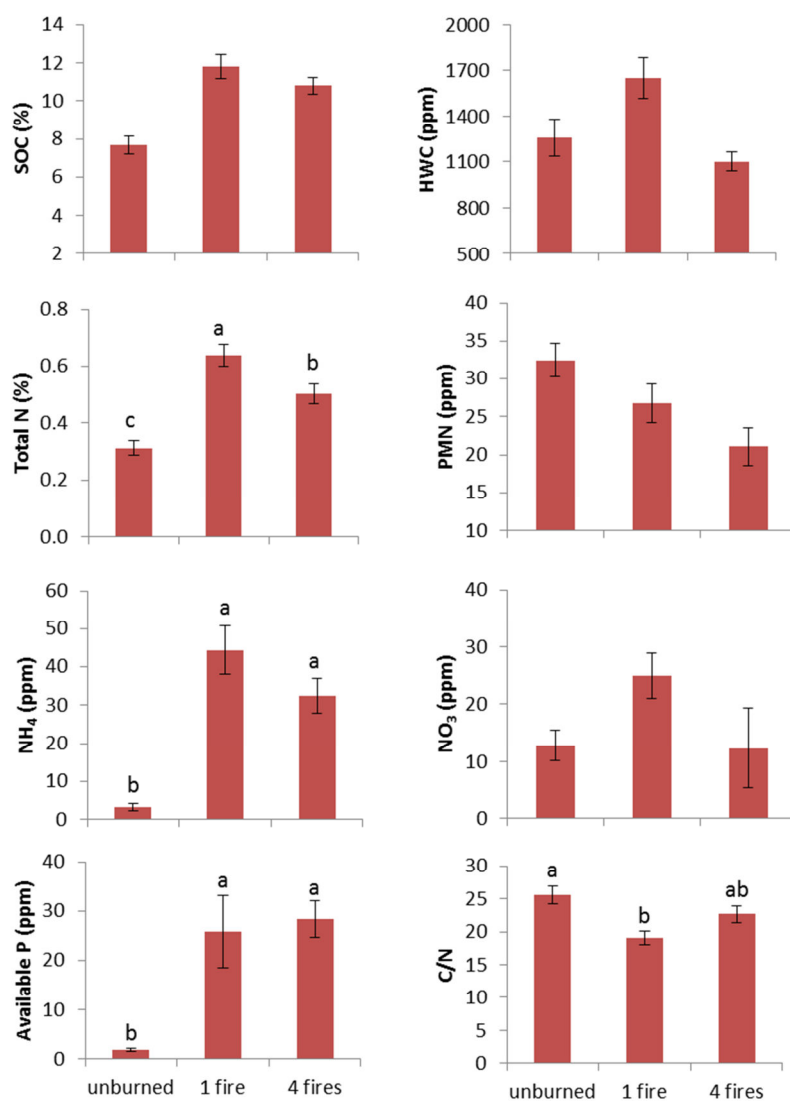 14
12
10
8
6
4
2
SOC (%)
2000
1700
1400
1100
800
500
HWC (ppm)
0.8
0.6
0.4
0.2
0.0
Total N (%)
c
a
b
40
35
30
25
20
15
10
PMN (ppm)
60
50
40
30
20
10
0
NH₄ (ppm)
b
a
a
40
30
20
10
0
NO₃ (ppm)
40
30
20
10
0
Available P (ppm)
b
a
a
unburned 1 fire 4 fires
30
25
20
15
10
5
0
C/N
a
b
ab
unburned 1 fire 4 fires